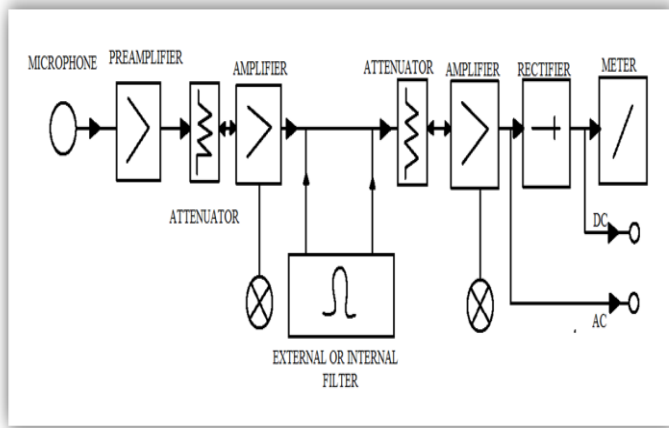 MICROPHONE
PREAMPLIFIER
ATTENUATOR
AMPLIFIER
ATTENUATOR
AMPLIFIER
RECTIFIER
METER
DC
AC
EXTERNAL OR INTERNAL
FILTER